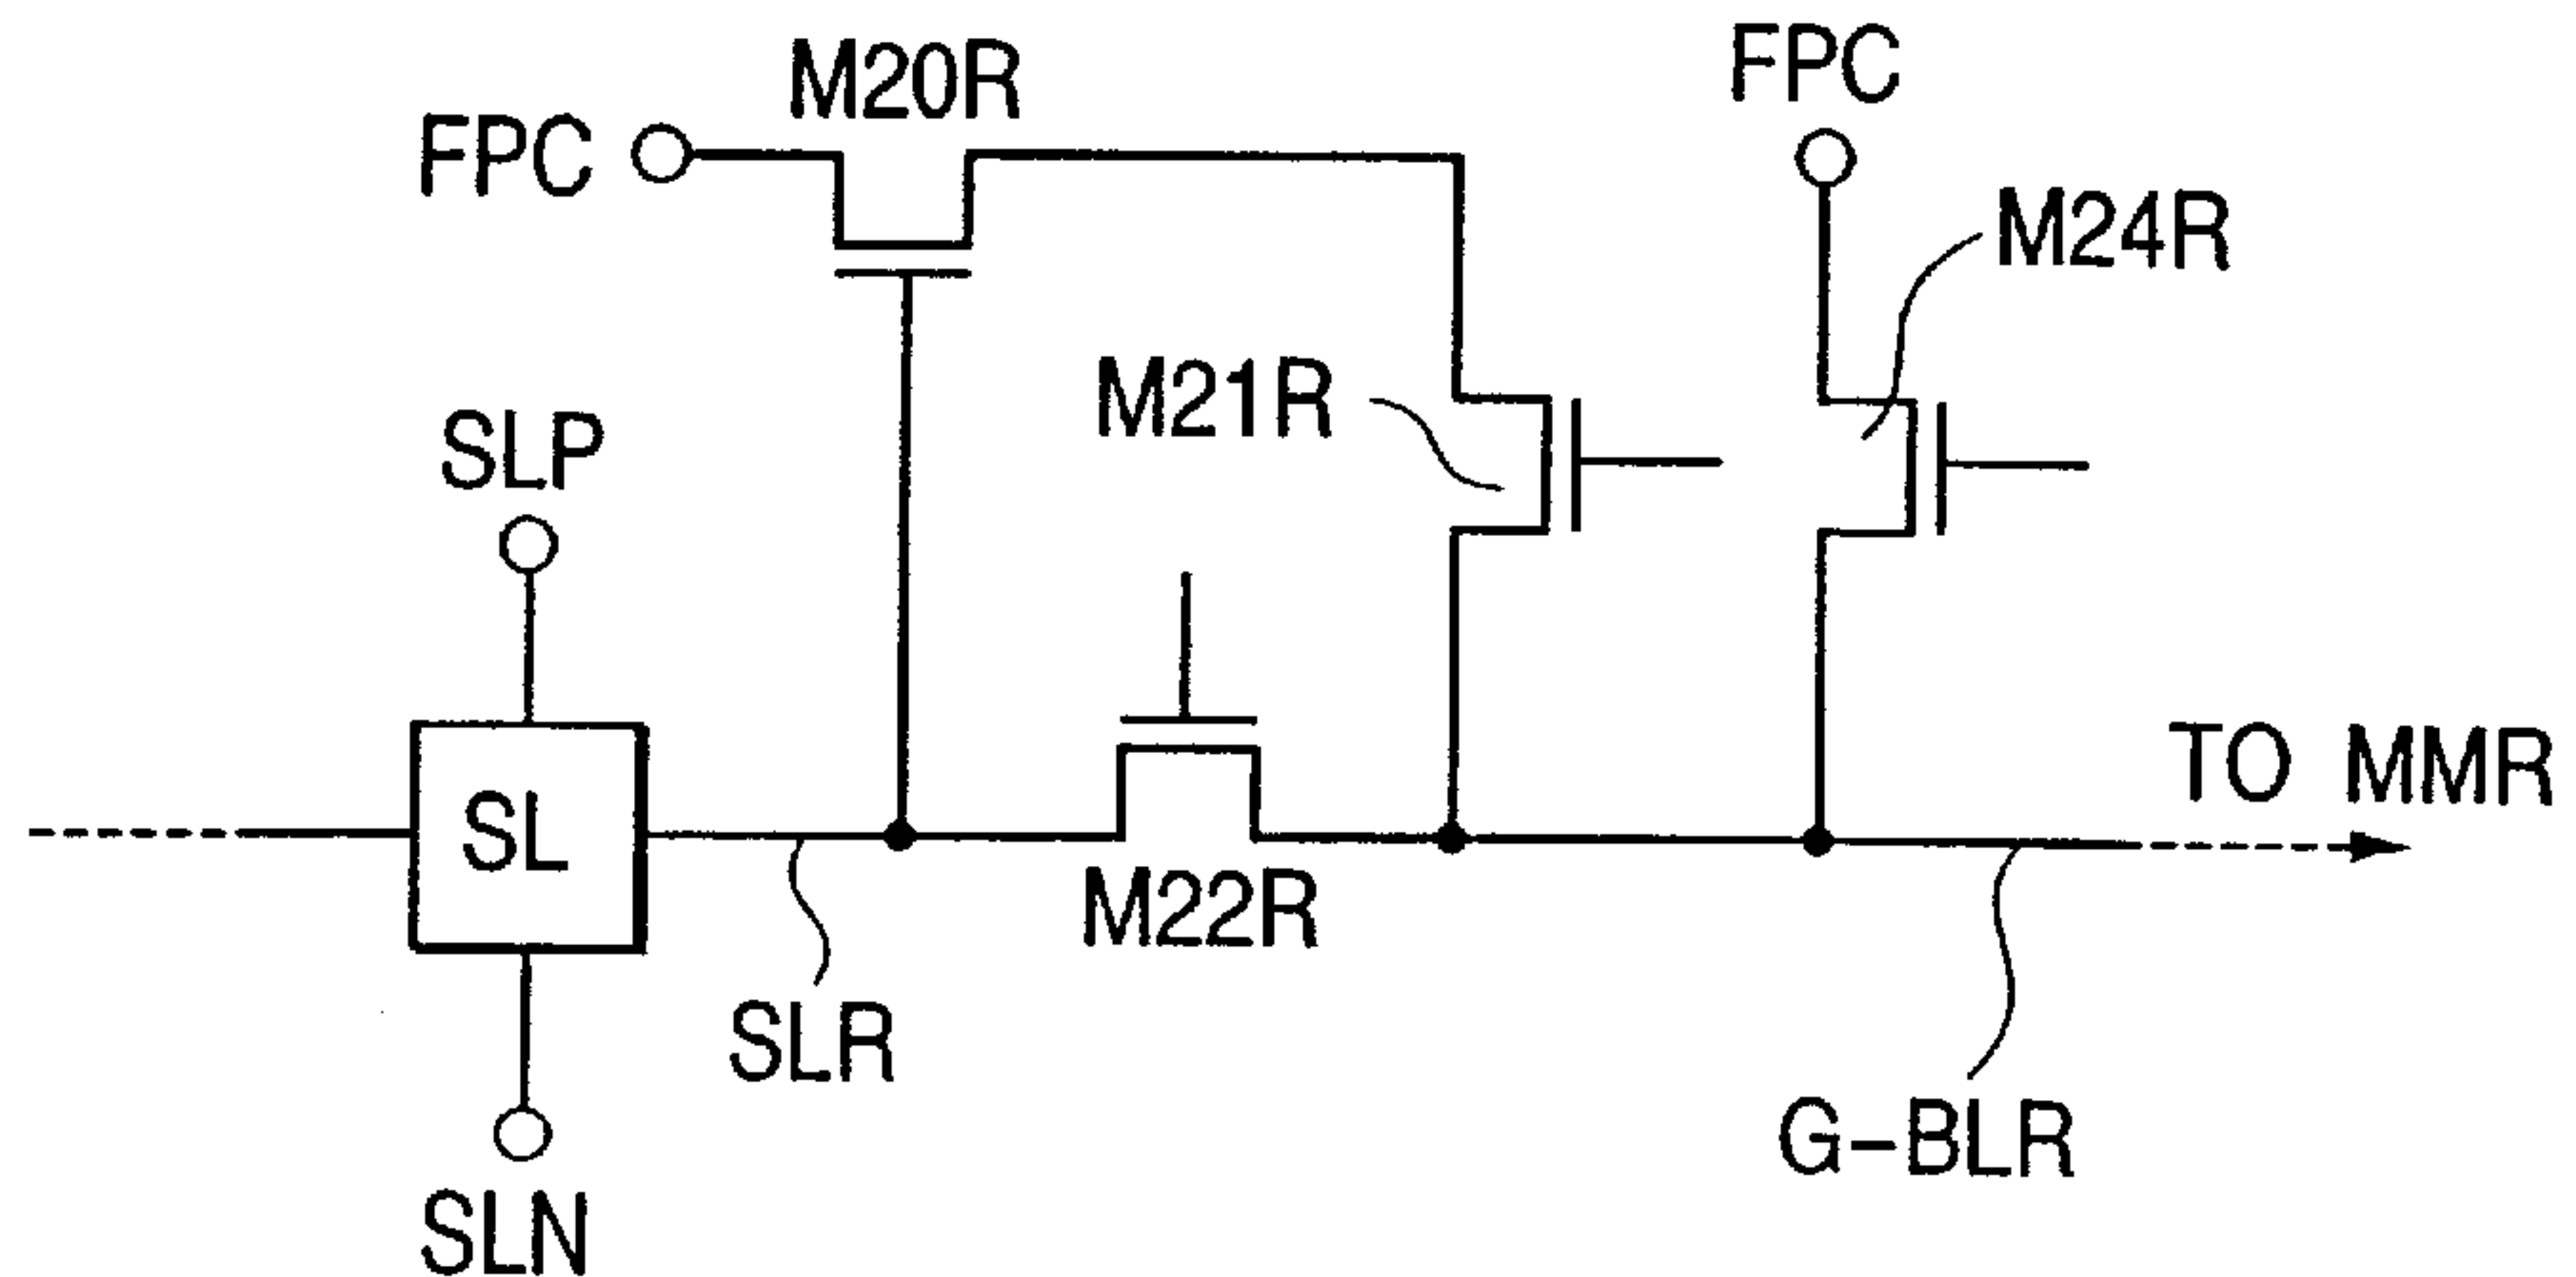 M20R
FPC
FPC
M24R
M21R
SLP
SL
TO MMR
M22R
SLR
G-BLR
SLN